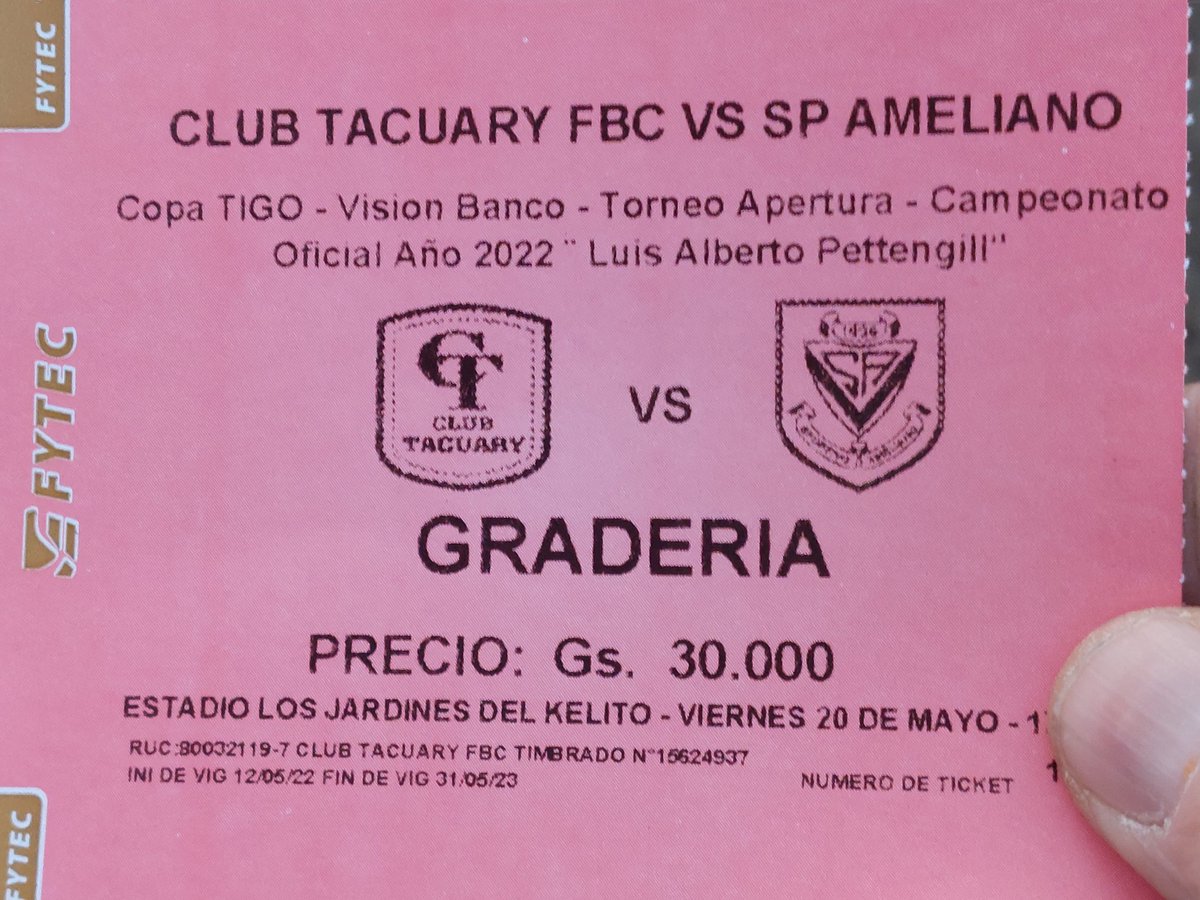 FYTEC
CLUB TACUARY FBC VS SP AMELIANO
Copa TIGO - Vision Banco - Torneo Apertura - Campeonato
Oficial Año 2022 ¨ Luis Alberto Pettengill"
FYTEC
CT
CLUB
TACUARY
VS
SA
GRADERIA
PRECIO: Gs. 30.000
ESTADIO LOS JARDINES DEL KELITO - VIERNES 20 DE MAYO -
RUC:80032119-7 CLUB TACUARY FBC TIMBRADO N°15624937
INI DE VIG 12/05/22 FIN DE VIG 31/05/23
NUMERO DE TICKET
FYTEC